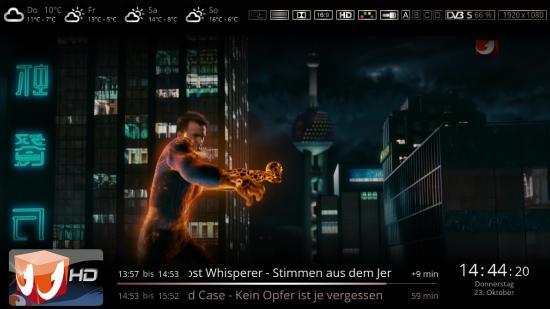 Do 10°C
11°C - 7°C
Fr
13°C - 5°C
Sa
14°C - 8°C
So
16°C - 6°C
16:9 HD A B C D DVB S 66 % 1920 x 1080
HD
13:57 bis 14:53 ost Whisperer - Stimmen aus dem Jer +9 min
14:53 bis 15:52 d Case - Kein Opfer ist je vergessen 59 min
14:44:20
Donnerstag
23. Oktober